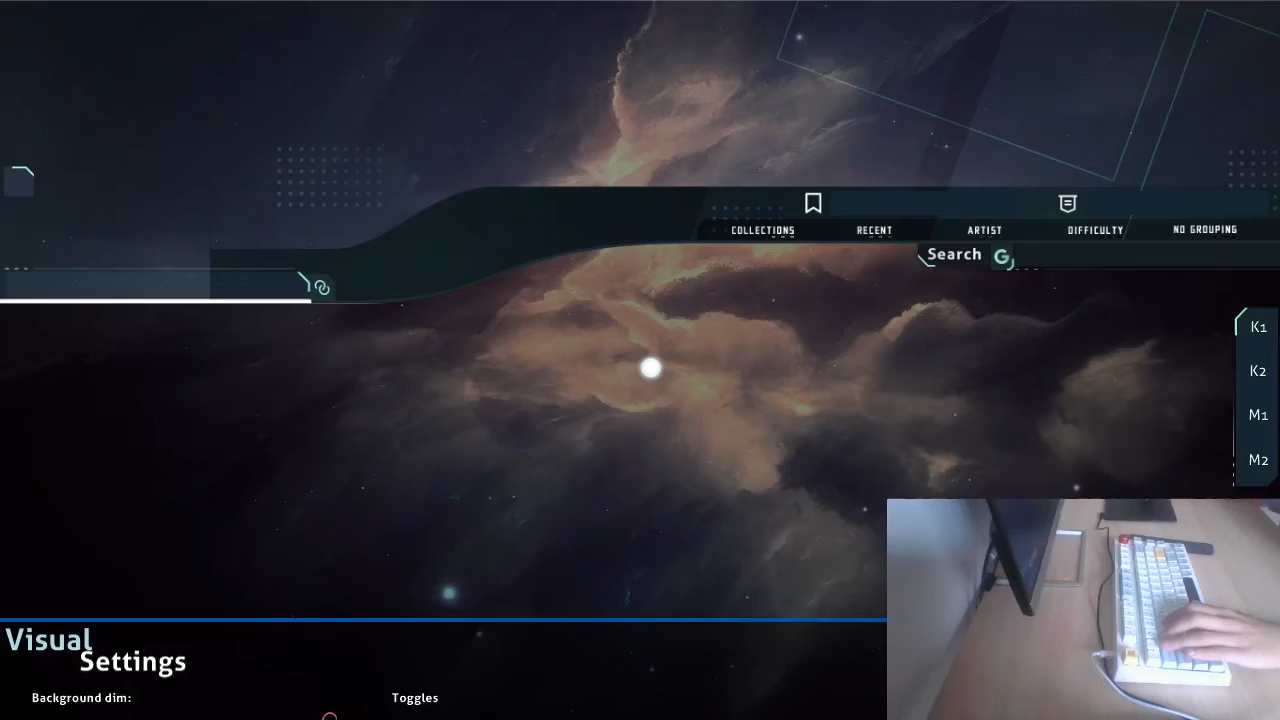 COLLECTIONS RECENT ARTIST DIFFICULTY NO GROUPING
Search
K1
K2
M1
M2
Visual
Settings
Background dim:
Toggles